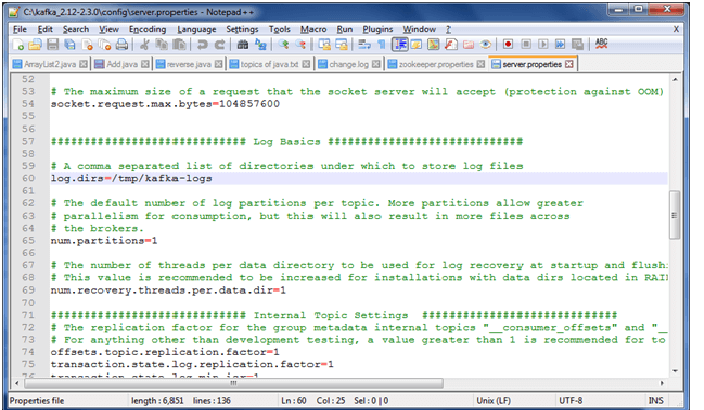 C:\kafka_2.12-2.3.0\config\server.properties - Notepad++
File Edit Search View Encoding Language Settings Tools Macro Run Plugins Window ? X
ArrayList2.java Add.java reverse.java topics of java.txt change.log zookeeper.properties server.properties
52
53 # The maximum size of a request that the socket server will accept (protection against OOM)
54 socket.request.max.bytes=104857600
55
56
57 ############################# Log Basics #############################
58
59 # A comma separated list of directories under which to store log files
60 log.dirs=/tmp/kafka-logs
61
62 # The default number of log partitions per topic. More partitions allow greater
63 # parallelism for consumption, but this will also result in more files across
64 # the brokers.
65 num.partitions=1
66
67 # The number of threads per data directory to be used for log recovery at startup and flush
68 # This value is recommended to be increased for installations with data dirs located in RAI
69 num.recovery.threads.per.data.dir=1
70
71 ############################# Internal Topic Settings #############################
72 # The replication factor for the group metadata internal topics "__consumer_offsets" and "_
73 # For anything other than development testing, a value greater than 1 is recommended for to
74 offsets.topic.replication.factor=1
75 transaction.state.log.replication.factor=1
76 transaction.state.log.min.isr=1
Properties file length : 6,851 lines : 136 Ln : 60 Col : 25 Sel : 0 | 0 Unix (LF) UTF-8 INS